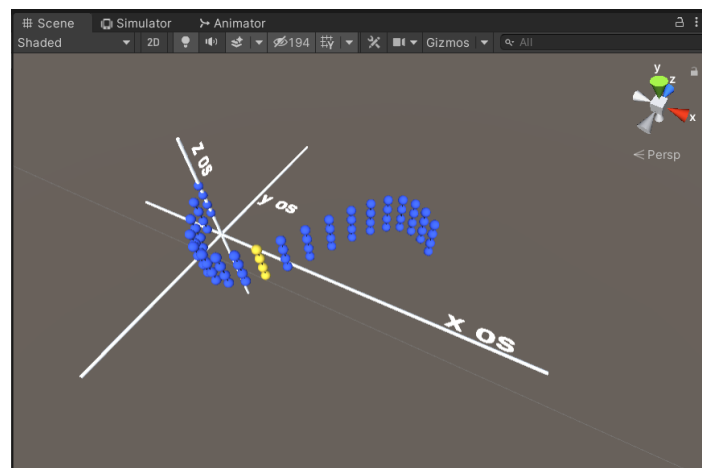 Scene Simulator Animator
Shaded 2D 194 Gizmos All
y
z
x
Persp
z os
y os
x os